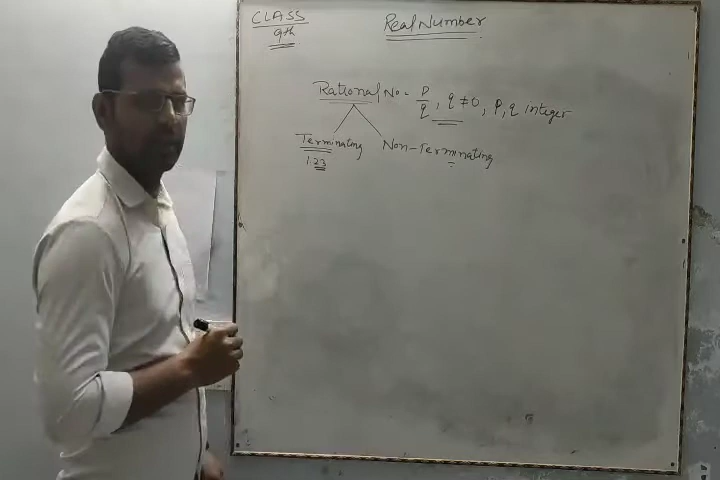 CLASS
9th
Real Number
Rational No. P/q, q ≠ 0, P, q integer
Terminating Non-Terminating
1.23